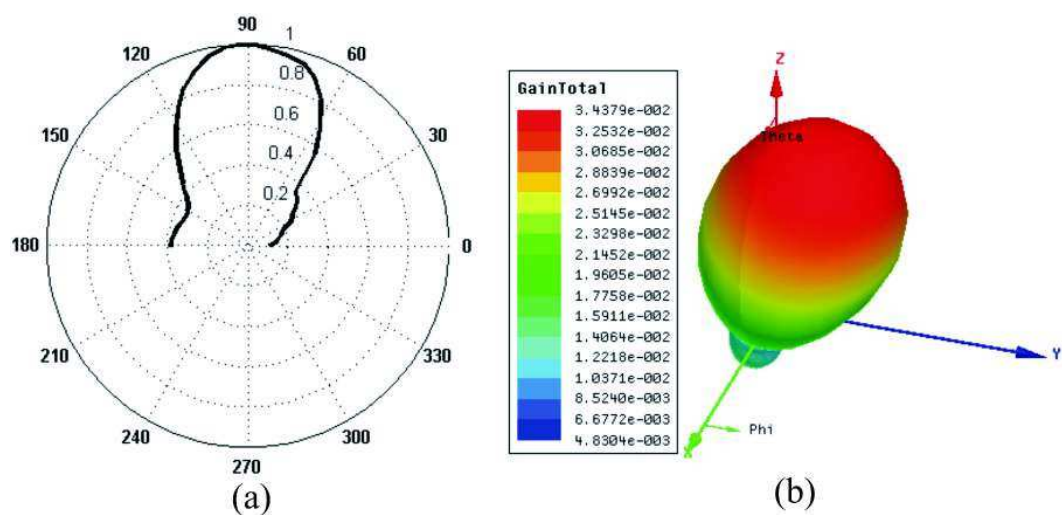 90
1
120
60
0.8
0.6
150
30
0.4
0.2
180
0
210
330
240
300
270
(a)
GainTotal
3.4379e-002
3.2532e-002
3.0685e-002
2.8839e-002
2.6992e-002
2.5145e-002
2.3298e-002
2.1452e-002
1.9605e-002
1.7758e-002
1.5911e-002
1.4064e-002
1.2218e-002
1.0371e-002
8.5240e-003
6.6772e-003
4.8304e-003
Z
Theta
Y
X
Phi
(b)